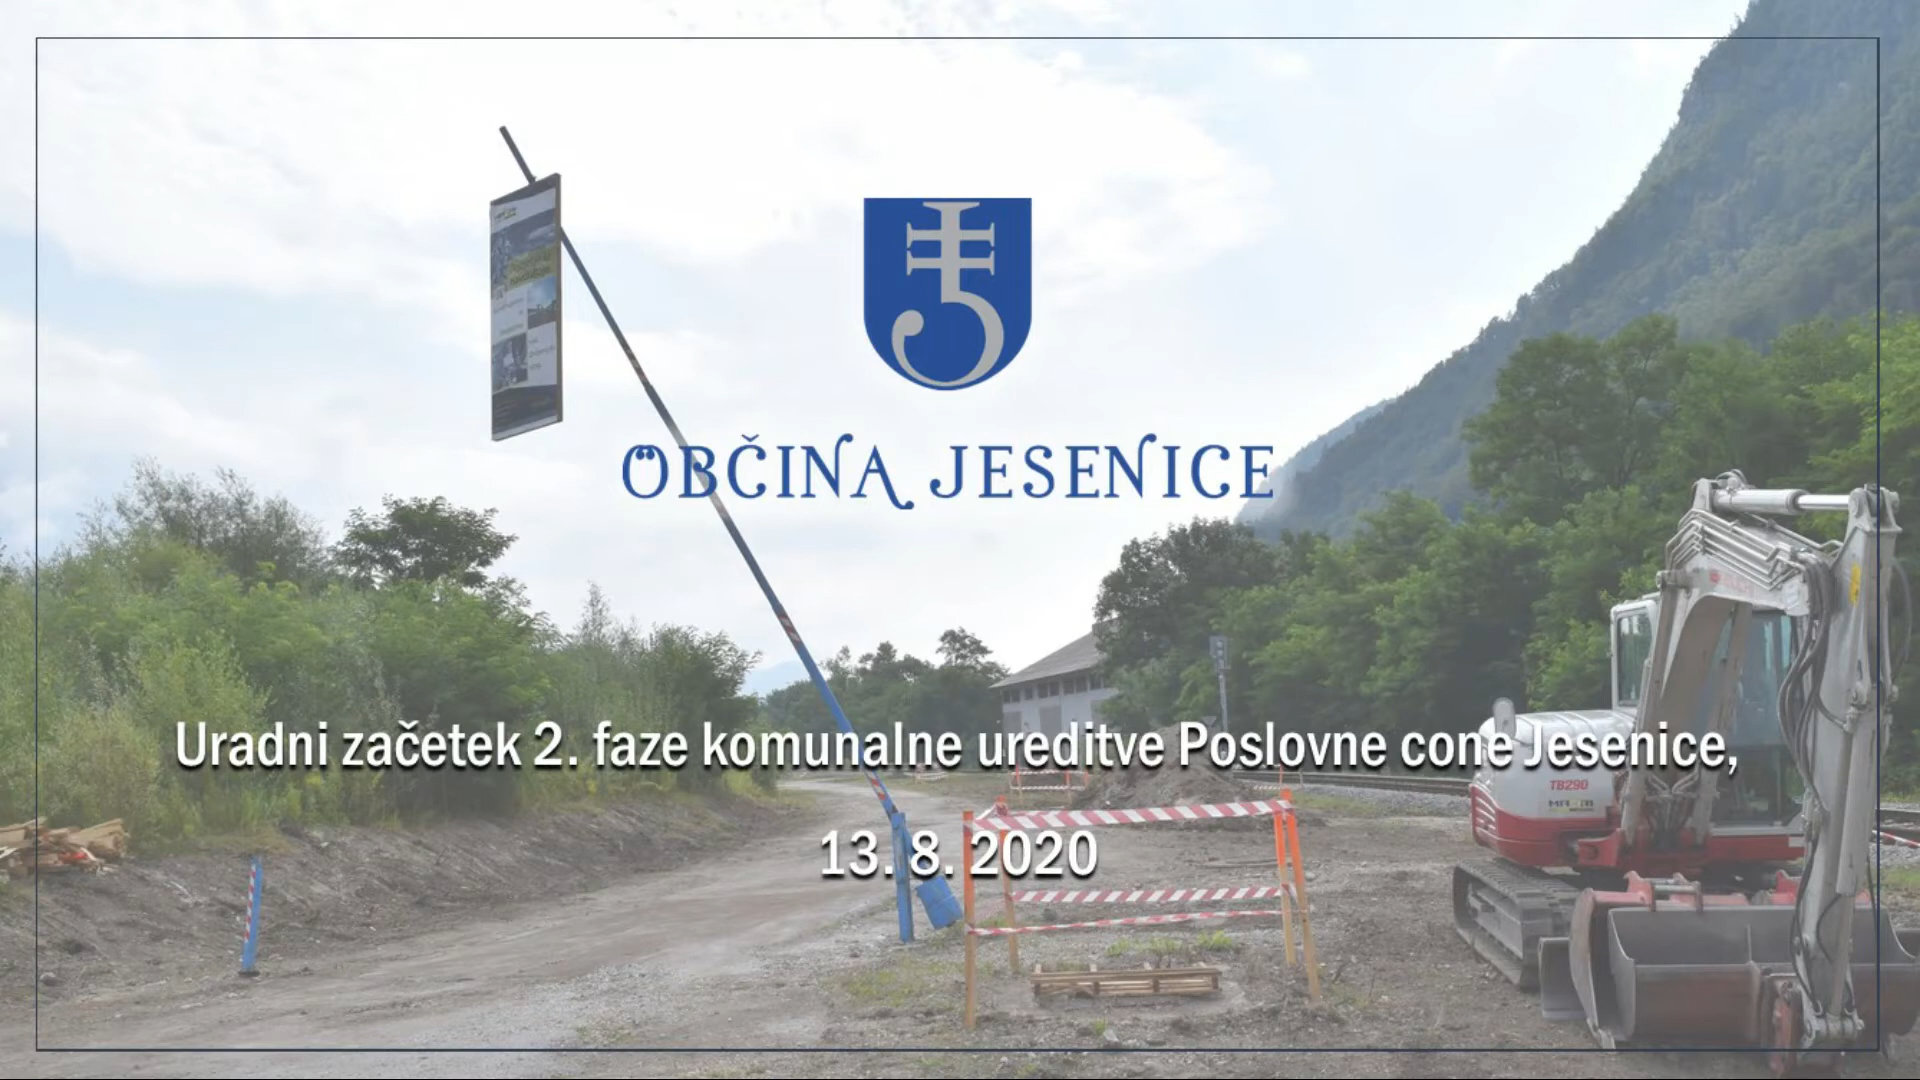 OBČINA JESENICE
Uradni začetek 2. faze komunalne ureditve Poslovne cone Jesenice,
13. 8. 2020
TB290